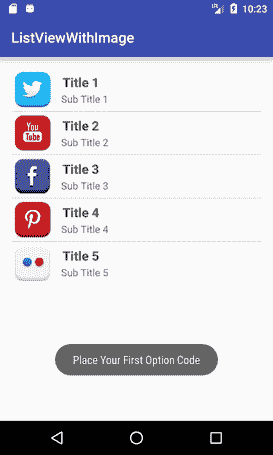 LTE 10:23
ListViewWithImage
Title 1
Sub Title 1
You
Tube
Title 2
Sub Title 2
f
Title 3
Sub Title 3
Title 4
Sub Title 4
Title 5
Sub Title 5
Place Your First Option Code